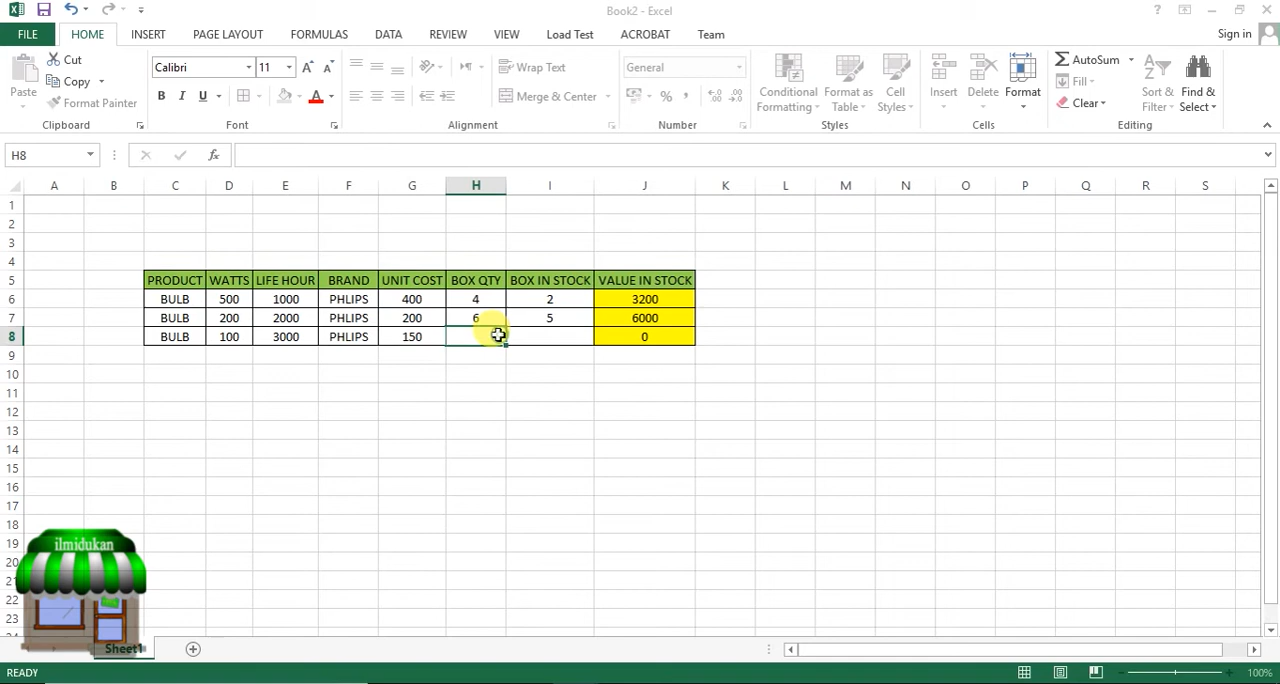 Book2 - Excel
?
FILE HOME INSERT PAGE LAYOUT FORMULAS DATA REVIEW VIEW Load Test ACROBAT Team Sign in
Paste Cut Copy Format Painter
Clipboard
Calibri 11
B I U
Font
Wrap Text
Merge & Center
Alignment
General
%
Number
Conditional Formatting Format as Table Cell Styles
Styles
Insert Delete Format
Cells
AutoSum
Fill
Clear
Sort & Filter Find & Select
Editing
H8 fx
A B C D E F G H I J K L M N O P Q R S
1
2
3
4
5 PRODUCT WATTS LIFE HOUR BRAND UNIT COST BOX QTY BOX IN STOCK VALUE IN STOCK
6 BULB 500 1000 PHLIPS 400 4 2 3200
7 BULB 200 2000 PHLIPS 200 6 5 6000
8 BULB 100 3000 PHLIPS 150 0
9
10
11
12
13
14
15
16
17
18
19
20
21
22
23
ilmidukan
Sheet1
READY 100%